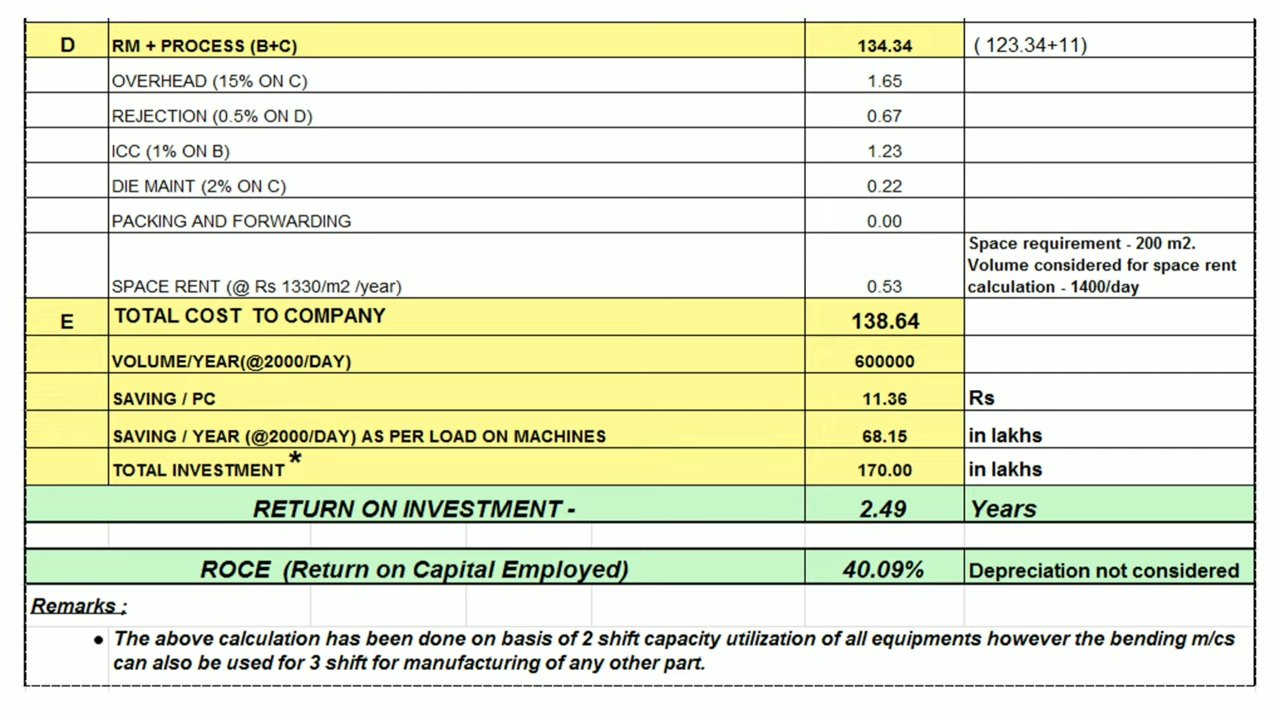 D RM + PROCESS (B+C) 134.34 ( 123.34+11)
OVERHEAD (15% ON C) 1.65
REJECTION (0.5% ON D) 0.67
ICC (1% ON B) 1.23
DIE MAINT (2% ON C) 0.22
PACKING AND FORWARDING 0.00
Space requirement - 200 m2.
Volume considered for space rent
SPACE RENT (@ Rs 1330/m2 /year) 0.53 calculation - 1400/day
E TOTAL COST TO COMPANY 138.64
VOLUME/YEAR(@2000/DAY) 600000
SAVING / PC 11.36 Rs
SAVING / YEAR (@2000/DAY) AS PER LOAD ON MACHINES 68.15 in lakhs
TOTAL INVESTMENT * 170.00 in lakhs
RETURN ON INVESTMENT - 2.49 Years
ROCE (Return on Capital Employed) 40.09% Depreciation not considered
Remarks ;
• The above calculation has been done on basis of 2 shift capacity utilization of all equipments however the bending m/cs
can also be used for 3 shift for manufacturing of any other part.